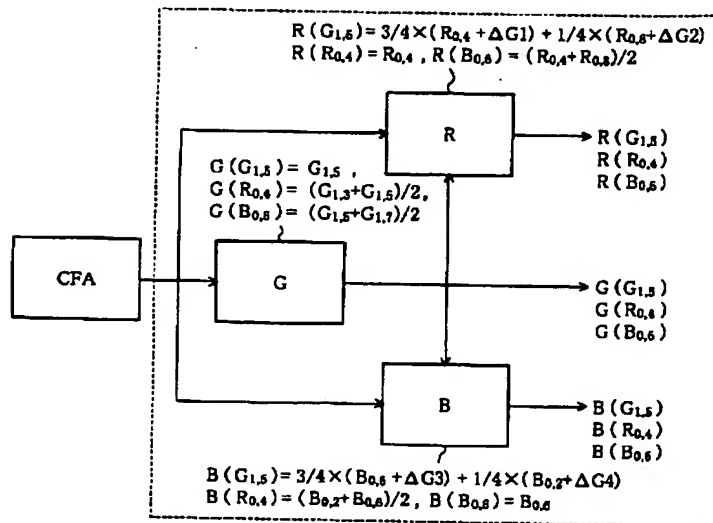 R(G₁,₅)=3/4×(R₀,₄+ΔG1)+1/4×(R₀,₈+ΔG2)
R(R₀,₄)=R₀,₄ , R(B₀,₆)=(R₀,₄+R₀,₈)/2
R
R(G₁,₅)
R(R₀,₄)
R(B₀,₆)
G(G₁,₅)= G₁,₅ ,
G(R₀,₄)= (G₁,₃+G₁,₅)/2,
G(B₀,₆)= (G₁,₅+G₁,₇)/2
CFA
G
G(G₁,₅)
G(R₀,₄)
G(B₀,₆)
B
B(G₁,₅)
B(R₀,₄)
B(B₀,₆)
B(G₁,₅)=3/4×(B₀,₆+ΔG3)+1/4×(B₀,₂+ΔG4)
B(R₀,₄)=(B₀,₂+B₀,₆)/2, B(B₀,₆)=B₀,₆